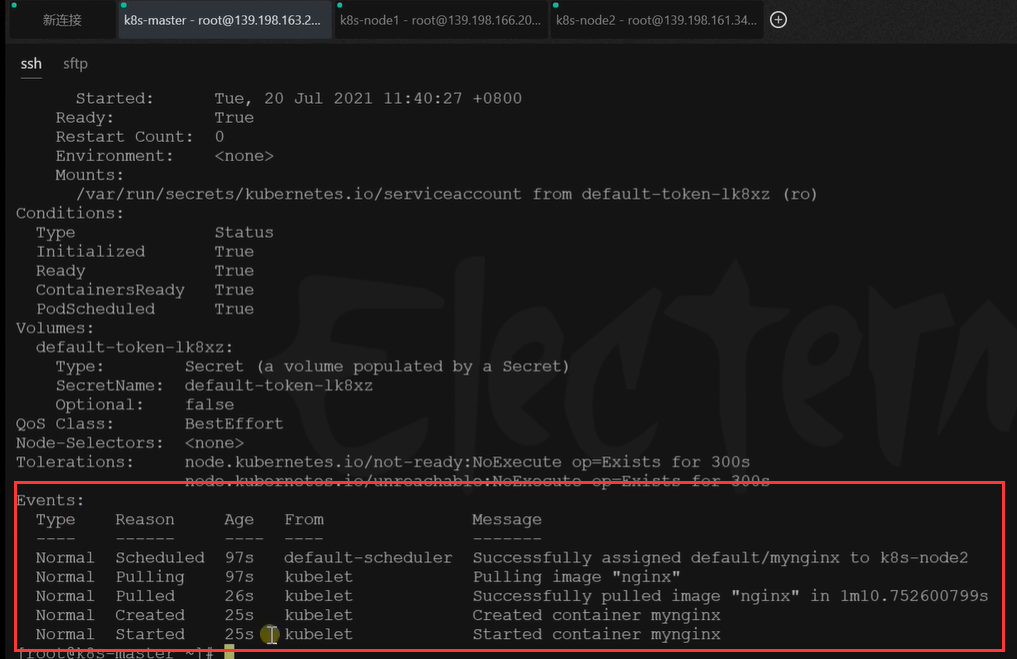 新连接 k8s-master - root@139.198.163.2... k8s-node1 - root@139.198.166.20... k8s-node2 - root@139.198.161.34...
ssh sftp
Started: Tue, 20 Jul 2021 11:40:27 +0800
Ready: True
Restart Count: 0
Environment: <none>
Mounts:
/var/run/secrets/kubernetes.io/serviceaccount from default-token-lk8xz (ro)
Conditions:
Type Status
Initialized True
Ready True
ContainersReady True
PodScheduled True
Volumes:
default-token-lk8xz:
Type: Secret (a volume populated by a Secret)
SecretName: default-token-lk8xz
Optional: false
QoS Class: BestEffort
Node-Selectors: <none>
Tolerations: node.kubernetes.io/not-ready:NoExecute op=Exists for 300s
node.kubernetes.io/unreachable:NoExecute op=Exists for 300s
Events:
Type Reason Age From Message
---- ------ ---- ---- -------
Normal Scheduled 97s default-scheduler Successfully assigned default/mynginx to k8s-node2
Normal Pulling 97s kubelet Pulling image "nginx"
Normal Pulled 26s kubelet Successfully pulled image "nginx" in 1m10.752600799s
Normal Created 25s kubelet Created container mynginx
Normal Started 25s kubelet Started container mynginx
[root@k8s-master ~]#
Electerm